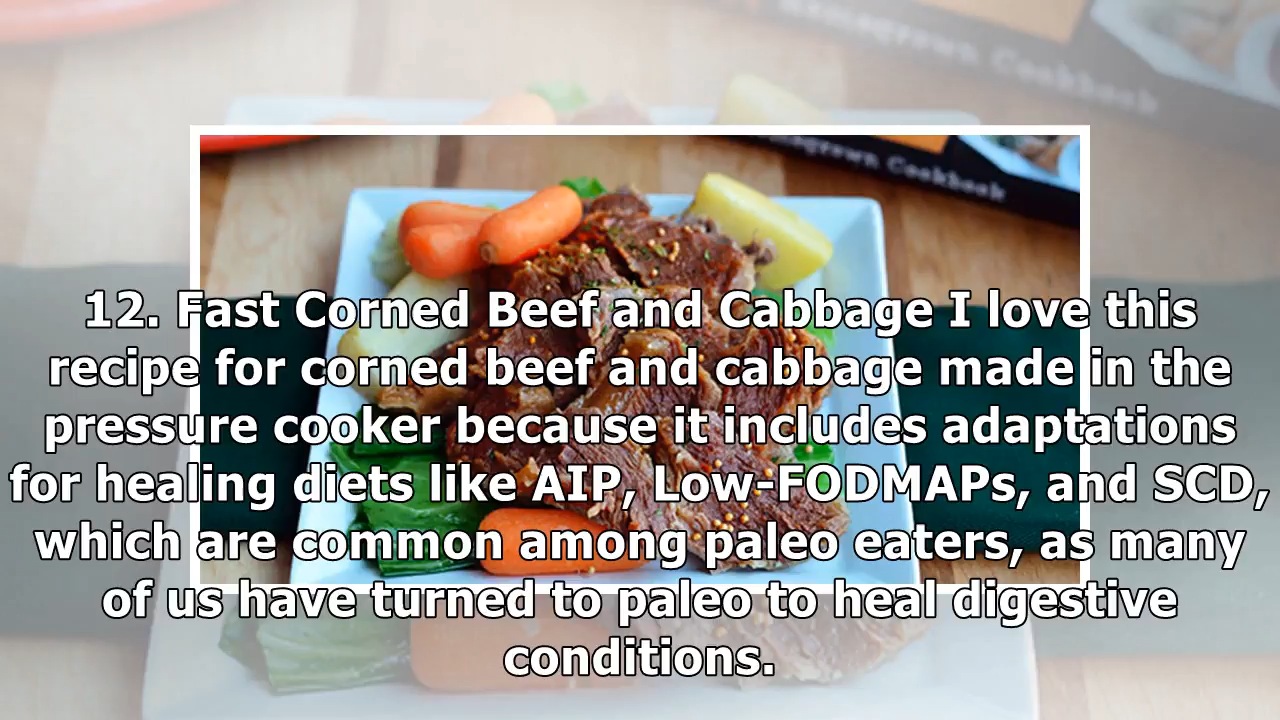 Homegrown Cookbook
12. Fast Corned Beef and Cabbage I love this
recipe for corned beef and cabbage made in the
pressure cooker because it includes adaptations
for healing diets like AIP, Low-FODMAPs, and SCD,
which are common among paleo eaters, as many
of us have turned to paleo to heal digestive
conditions.